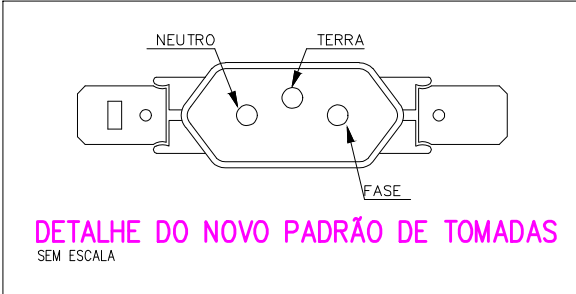 NEUTRO
TERRA
FASE
DETALHE DO NOVO PADRÃO DE TOMADAS
SEM ESCALA